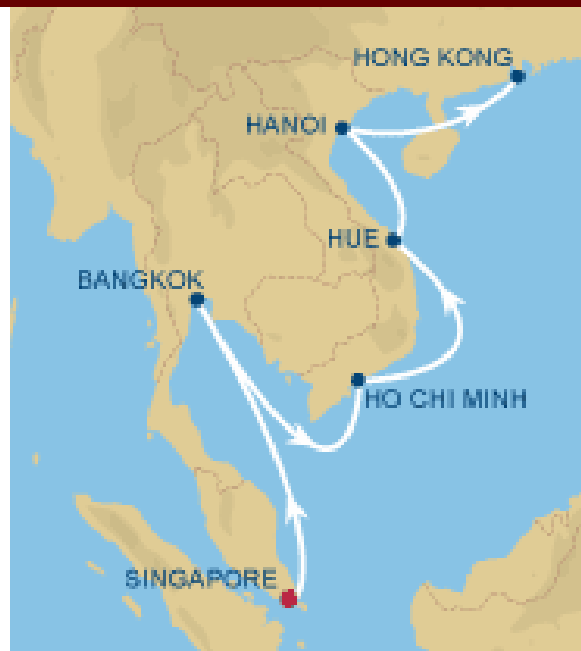 HONG KONG
HANOI
HUE
BANGKOK
HO CHI MINH
SINGAPORE